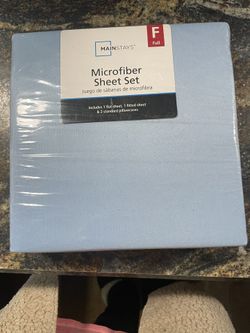 MAINSTAYS
F
Full
Microfiber
Sheet Set
Juego de sábanas de microfibra
Includes 1 flat sheet, 1 fitted sheet
& 2 standard pillowcases